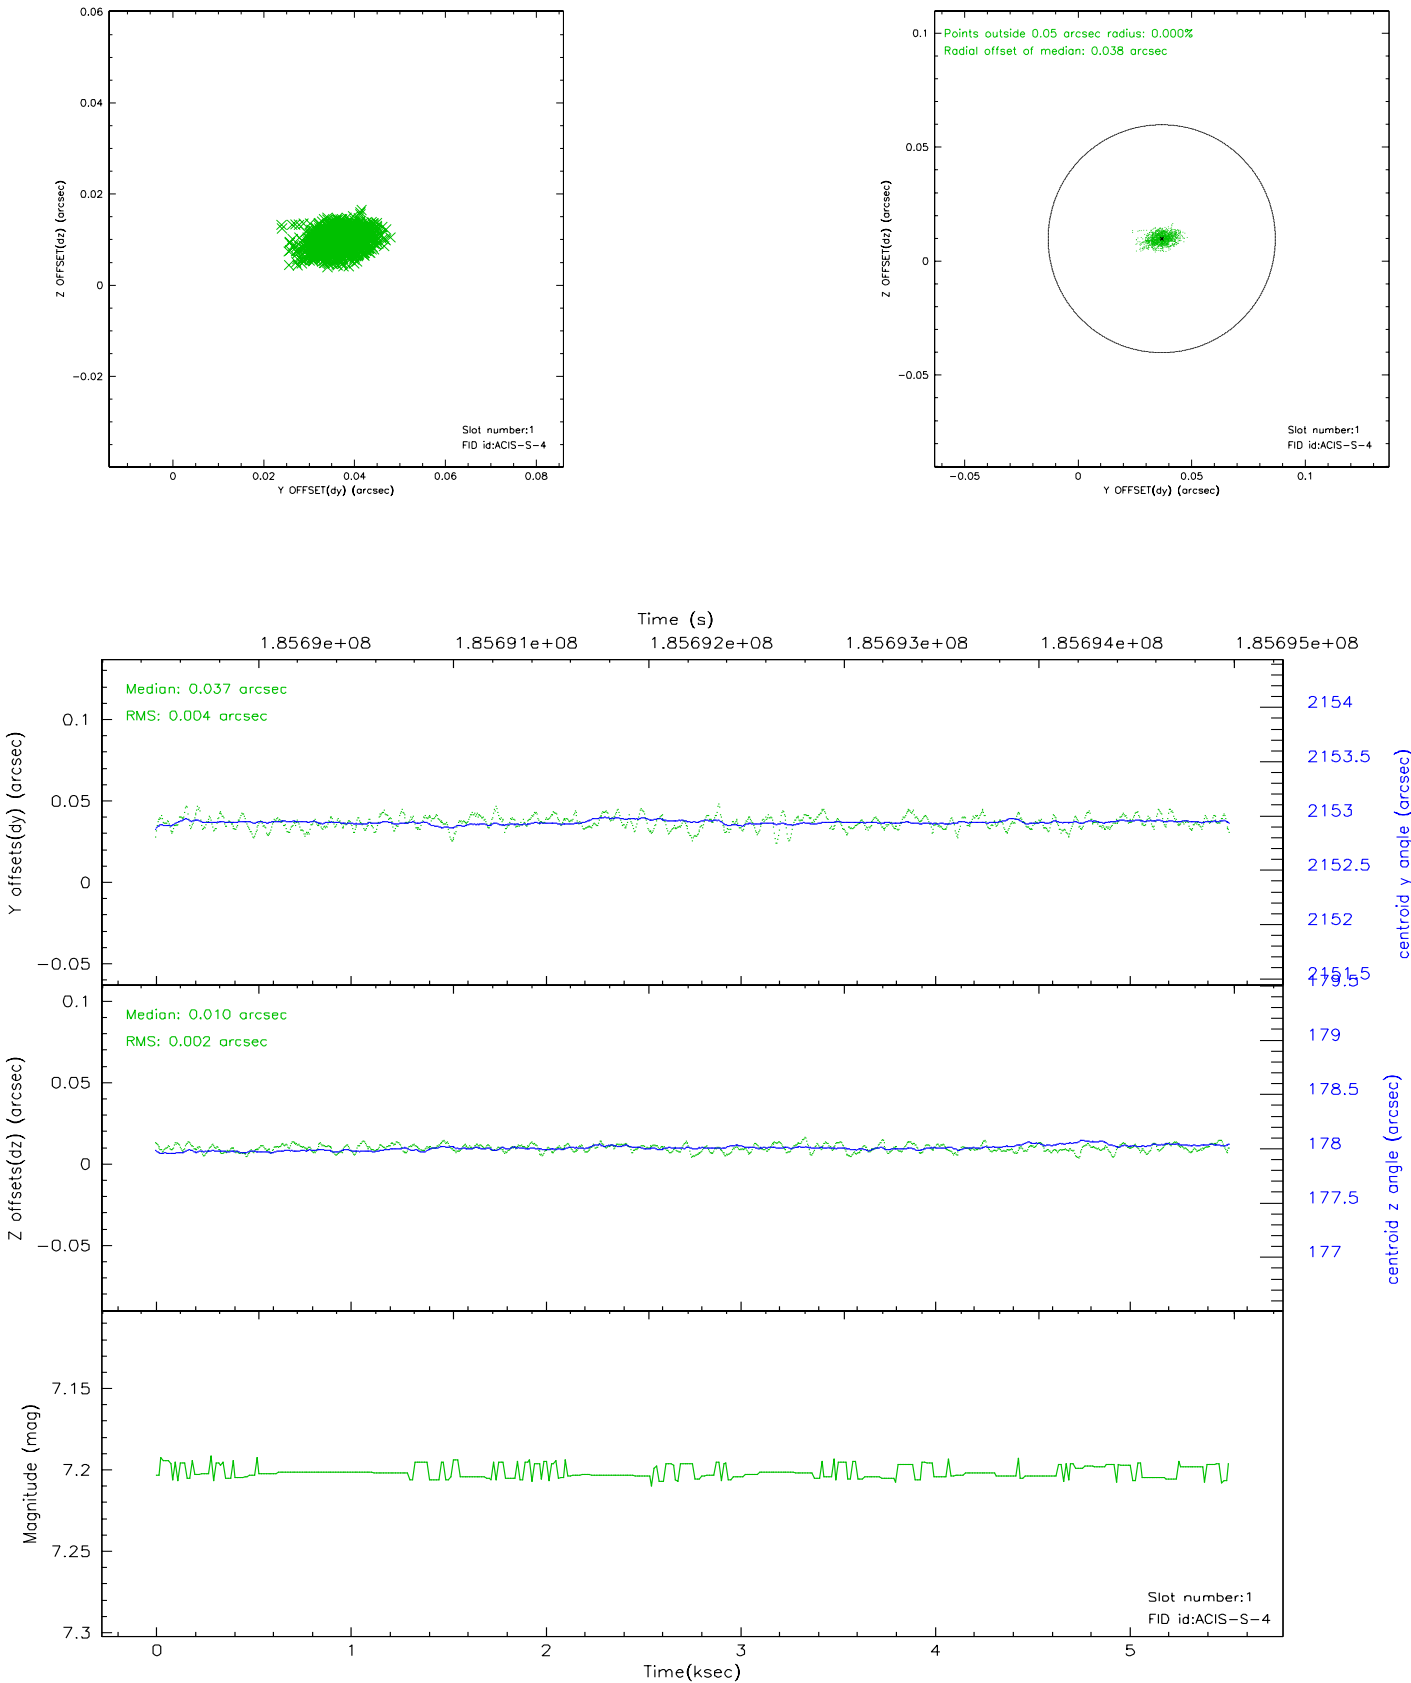 0.06
0.04
0.02
0
−0.02
Z OFFSET(dz) (arcsec)
Slot number:1
FID id:ACIS−S−4
0 0.02 0.04 0.06 0.08
Y OFFSET(dy) (arcsec)
Points outside 0.05 arcsec radius: 0.000%
Radial offset of median: 0.038 arcsec
0.1
0.05
0
−0.05
Z OFFSET(dz) (arcsec)
Slot number:1
FID id:ACIS−S−4
−0.05 0 0.05 0.1
Y OFFSET(dy) (arcsec)
Time (s)
1.8569e+08 1.85691e+08 1.85692e+08 1.85693e+08 1.85694e+08 1.85695e+08
Median: 0.037 arcsec
RMS: 0.004 arcsec
0.1
0.05
0
−0.05
Y offsets(dy) (arcsec)
2154
2153.5
2153
2152.5
2152
2151.5
centroid y angle (arcsec)
Median: 0.010 arcsec
RMS: 0.002 arcsec
0.1
0.05
0
−0.05
Z offsets(dz) (arcsec)
179.5
179
178.5
178
177.5
177
centroid z angle (arcsec)
7.15
7.2
7.25
7.3
Magnitude (mag)
Slot number:1
FID id:ACIS−S−4
0 1 2 3 4 5
Time(ksec)